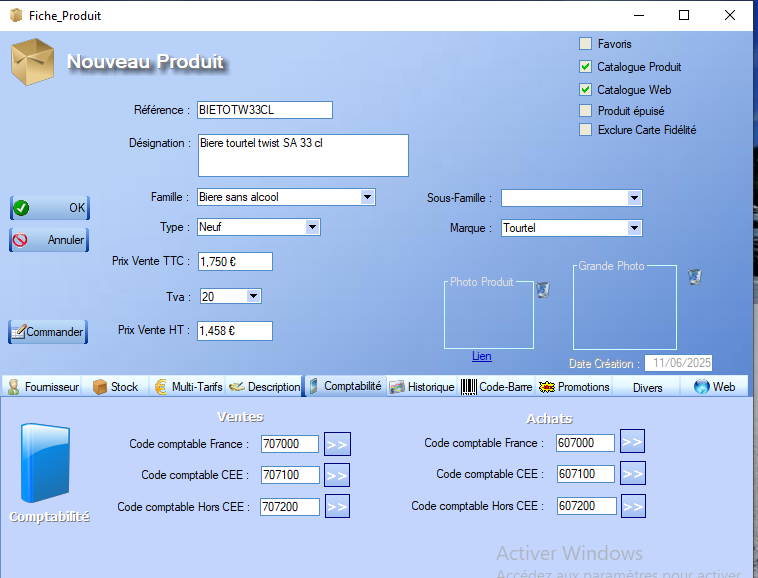 Fiche_Produit
Nouveau Produit
Favoris
Catalogue Produit
Catalogue Web
Produit épuisé
Exclure Carte Fidélité
Référence : BIETOTW33CL
Désignation : Biere tourtel twist SA 33 cl
Famille : Biere sans alcool
Sous-Famille :
OK
Type : Neuf
Marque : Tourtel
Annuler
Prix Vente TTC : 1,750 €
Photo Produit
Grande Photo
Tva : 20
Commander
Prix Vente HT : 1,458 €
Lien
Date Création : 11/06/2025
Fournisseur Stock Multi-Tarifs Description Comptabilité Historique Code-Barre Promotions Divers Web
Ventes Achats
Code comptable France : 707000 >> Code comptable France : 607000 >>
Code comptable CEE : 707100 >> Code comptable CEE : 607100 >>
Code comptable Hors CEE : 707200 >> Code comptable Hors CEE : 607200 >>
Comptabilité
Activer Windows
Accédez aux paramètres pour activer